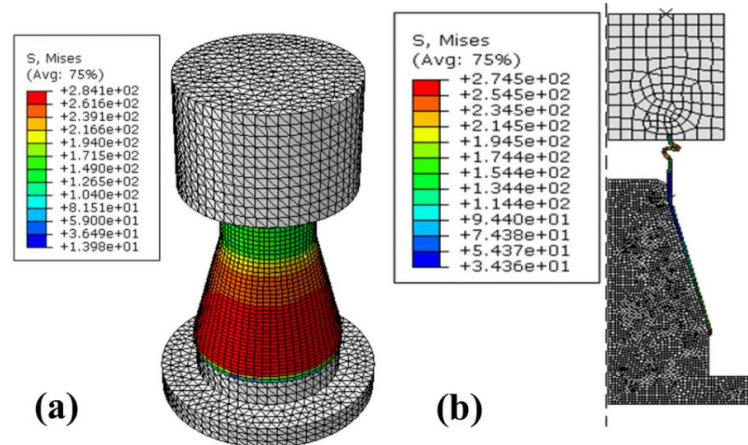 S, Mises
(Avg: 75%)
+2.841e+02
+2.616e+02
+2.391e+02
+2.166e+02
+1.940e+02
+1.715e+02
+1.490e+02
+1.265e+02
+1.040e+02
+8.151e+01
+5.900e+01
+3.649e+01
+1.398e+01
(a)
S, Mises
(Avg: 75%)
+2.745e+02
+2.545e+02
+2.345e+02
+2.145e+02
+1.945e+02
+1.744e+02
+1.544e+02
+1.344e+02
+1.144e+02
+9.440e+01
+7.438e+01
+5.437e+01
+3.436e+01
(b)